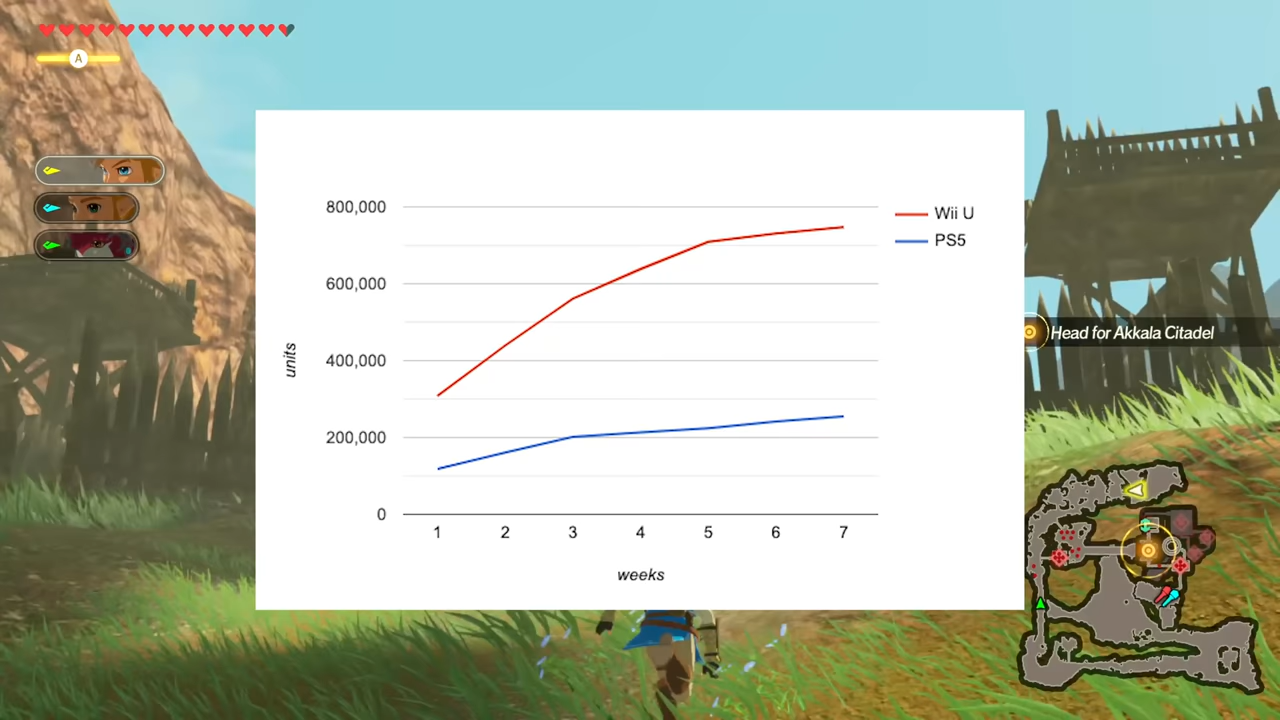 A
800,000
600,000
400,000
200,000
0
units
1 2 3 4 5 6 7
weeks
Wii U
PS5
Head for Akkala Citadel